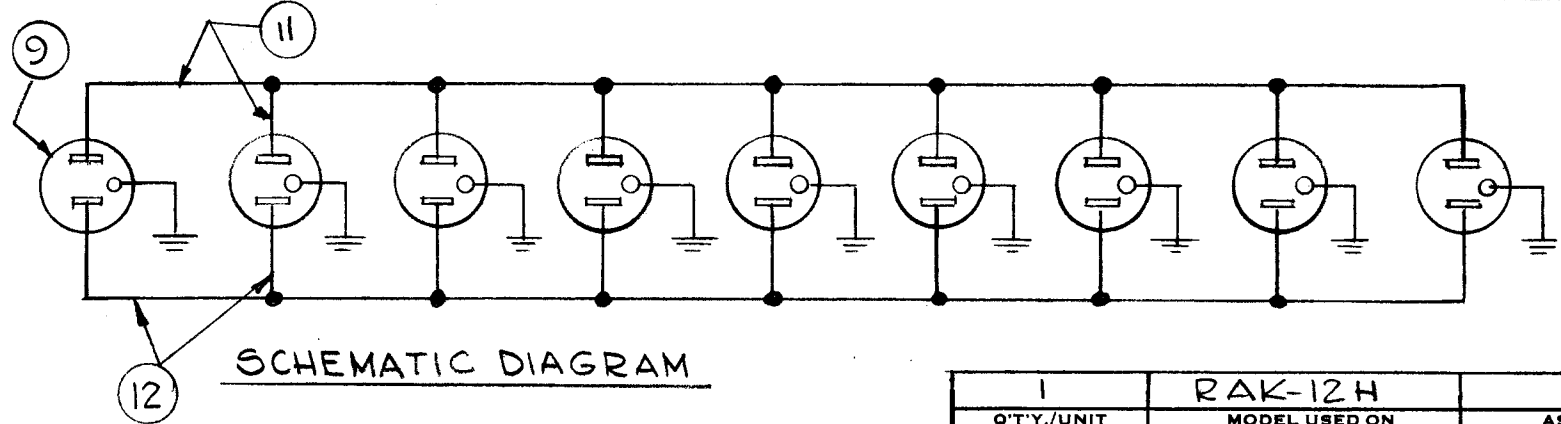 9
11
12
SCHEMATIC DIAGRAM
1 RAK-12H
Q'T'Y./UNIT MODEL USED ON